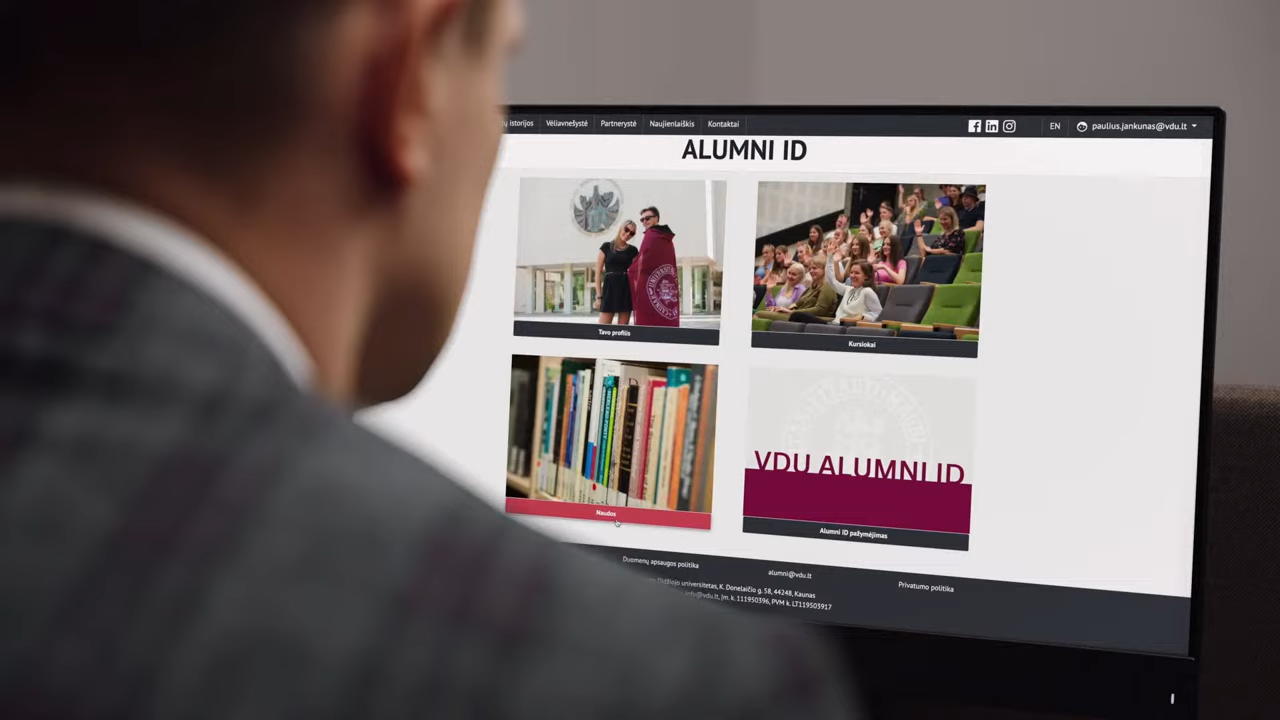 istorijos Vėliavnešystė Partnerystė Naujienlaiškis Kontaktai EN paulius.jankunas@vdu.lt
ALUMNI ID
Tavo profilis
Kursiokai
VDU ALUMNI ID
Naudos
Alumni ID pažymėjimas
Duomenų apsaugos politika
alumni@vdu.lt
Privatumo politika
universitetas, K. Donelaičio g. 58, 44248, Kaunas
info@vdu.lt, Įm. k. 111950396, PVM k. LT119503917